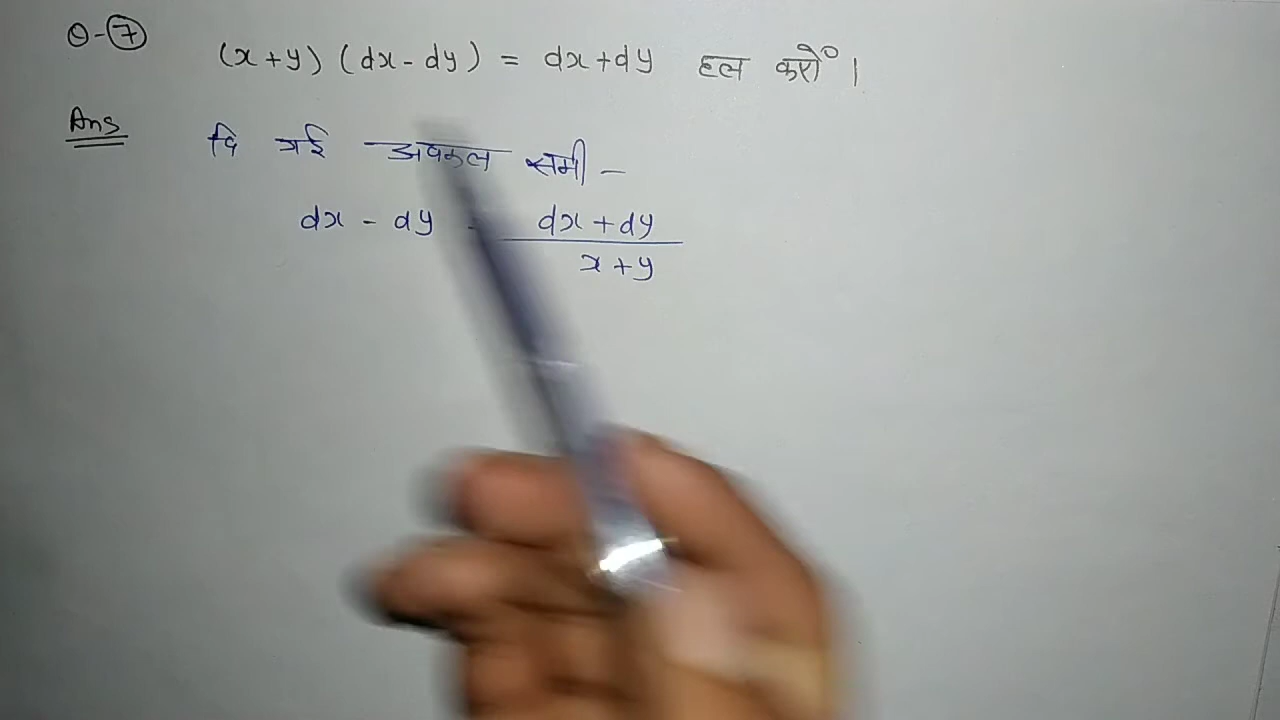 Q-⑦ (x+y) (dx-dy) = dx+dy हल करों।
Ans दि गई अवकल समी -
dx - dy = dx+dy
x+y